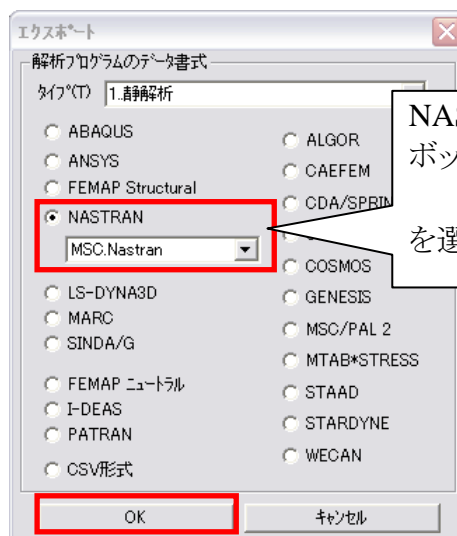 エクスポート
解析プログラムのデータ書式
タイプ(T) 1..静解析
ABAQUS
ANSYS
FEMAP Structural
NASTRAN
MSC.Nastran
LS-DYNA3D
MARC
SINDA/G
FEMAP ニュートラル
I-DEAS
PATRAN
CSV形式
ALGOR
CAEFEM
CDA/SPRIN
COSMOS
GENESIS
MSC/PAL 2
MTAB*STRESS
STAAD
STARDYNE
WECAN
NAS
ボッ
を選
OK
キャンセル